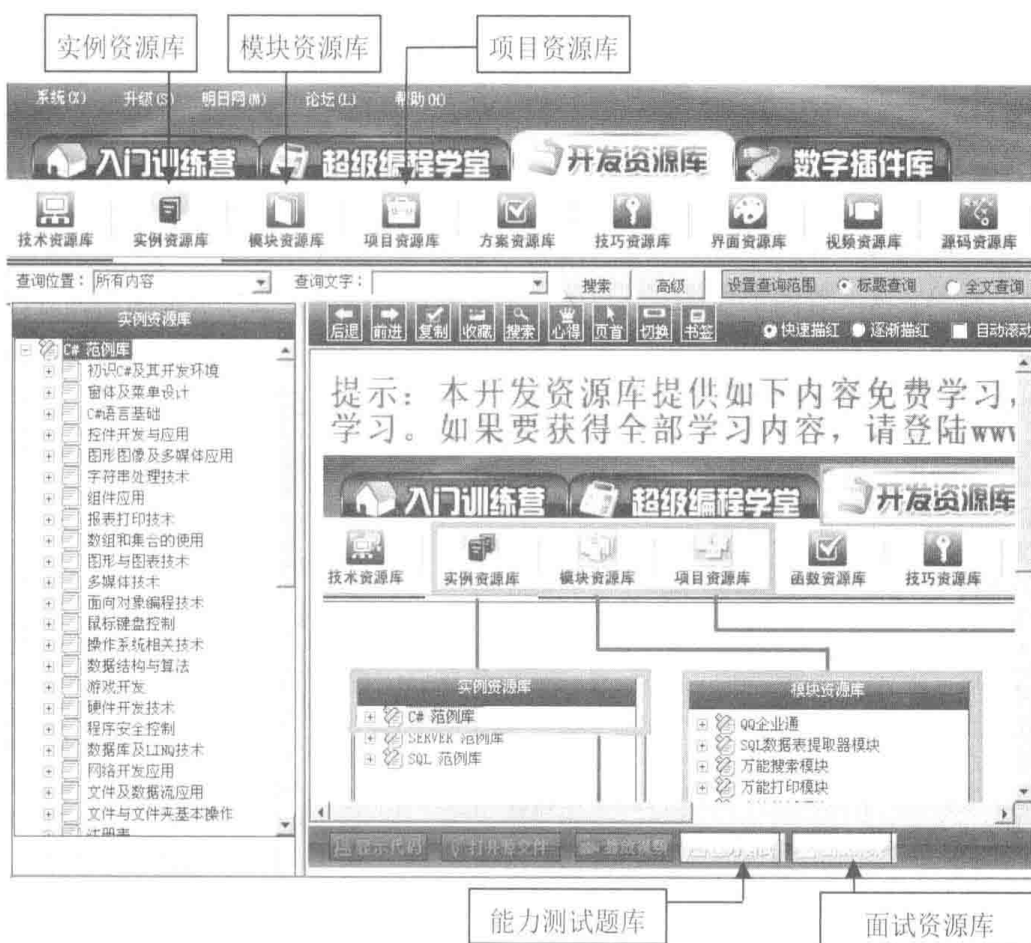 实例资源库 模块资源库 项目资源库
系统(X) 升级(S) 明日网(M) 论坛(L) 帮助(H)
入门训练营 超级编程学堂 开发资源库 数字插件库
技术资源库 实例资源库 模块资源库 项目资源库 方案资源库 技巧资源库 界面资源库 视频资源库 源码资源库
查询位置: 所有内容 查询文字: 搜索 高级 设置查询范围 标题查询 全文查询
实例资源库
后退 前进 复制 收藏 搜索 心得 页首 切换 书签 快速描红 逐渐描红 自动滚动
C# 范例库
初识C#及其开发环境
窗体及菜单设计
C#语言基础
控件开发与应用
图形图像及多媒体应用
字符串处理技术
组件应用
报表打印技术
数组和集合的使用
图形与图表技术
多媒体技术
面向对象编程技术
鼠标键盘控制
操作系统相关技术
数据结构与算法
游戏开发
硬件开发技术
程序安全控制
数据库及LINQ技术
网络开发应用
文件及数据流应用
文件与文件夹基本操作
注册表
提示: 本开发资源库提供如下内容免费学习,
学习。如果要获得全部学习内容, 请登陆www
入门训练营 超级编程学堂 开发资源库
技术资源库 实例资源库 模块资源库 项目资源库 函数资源库 技巧资源库
实例资源库
C# 范例库
SERVER 范例库
SQL 范例库
模块资源库
QQ企业通
SQL数据表提取器模块
万能搜索模块
万能打印模块
显示代码 打开源文件 播放视频
能力测试题库 面试资源库